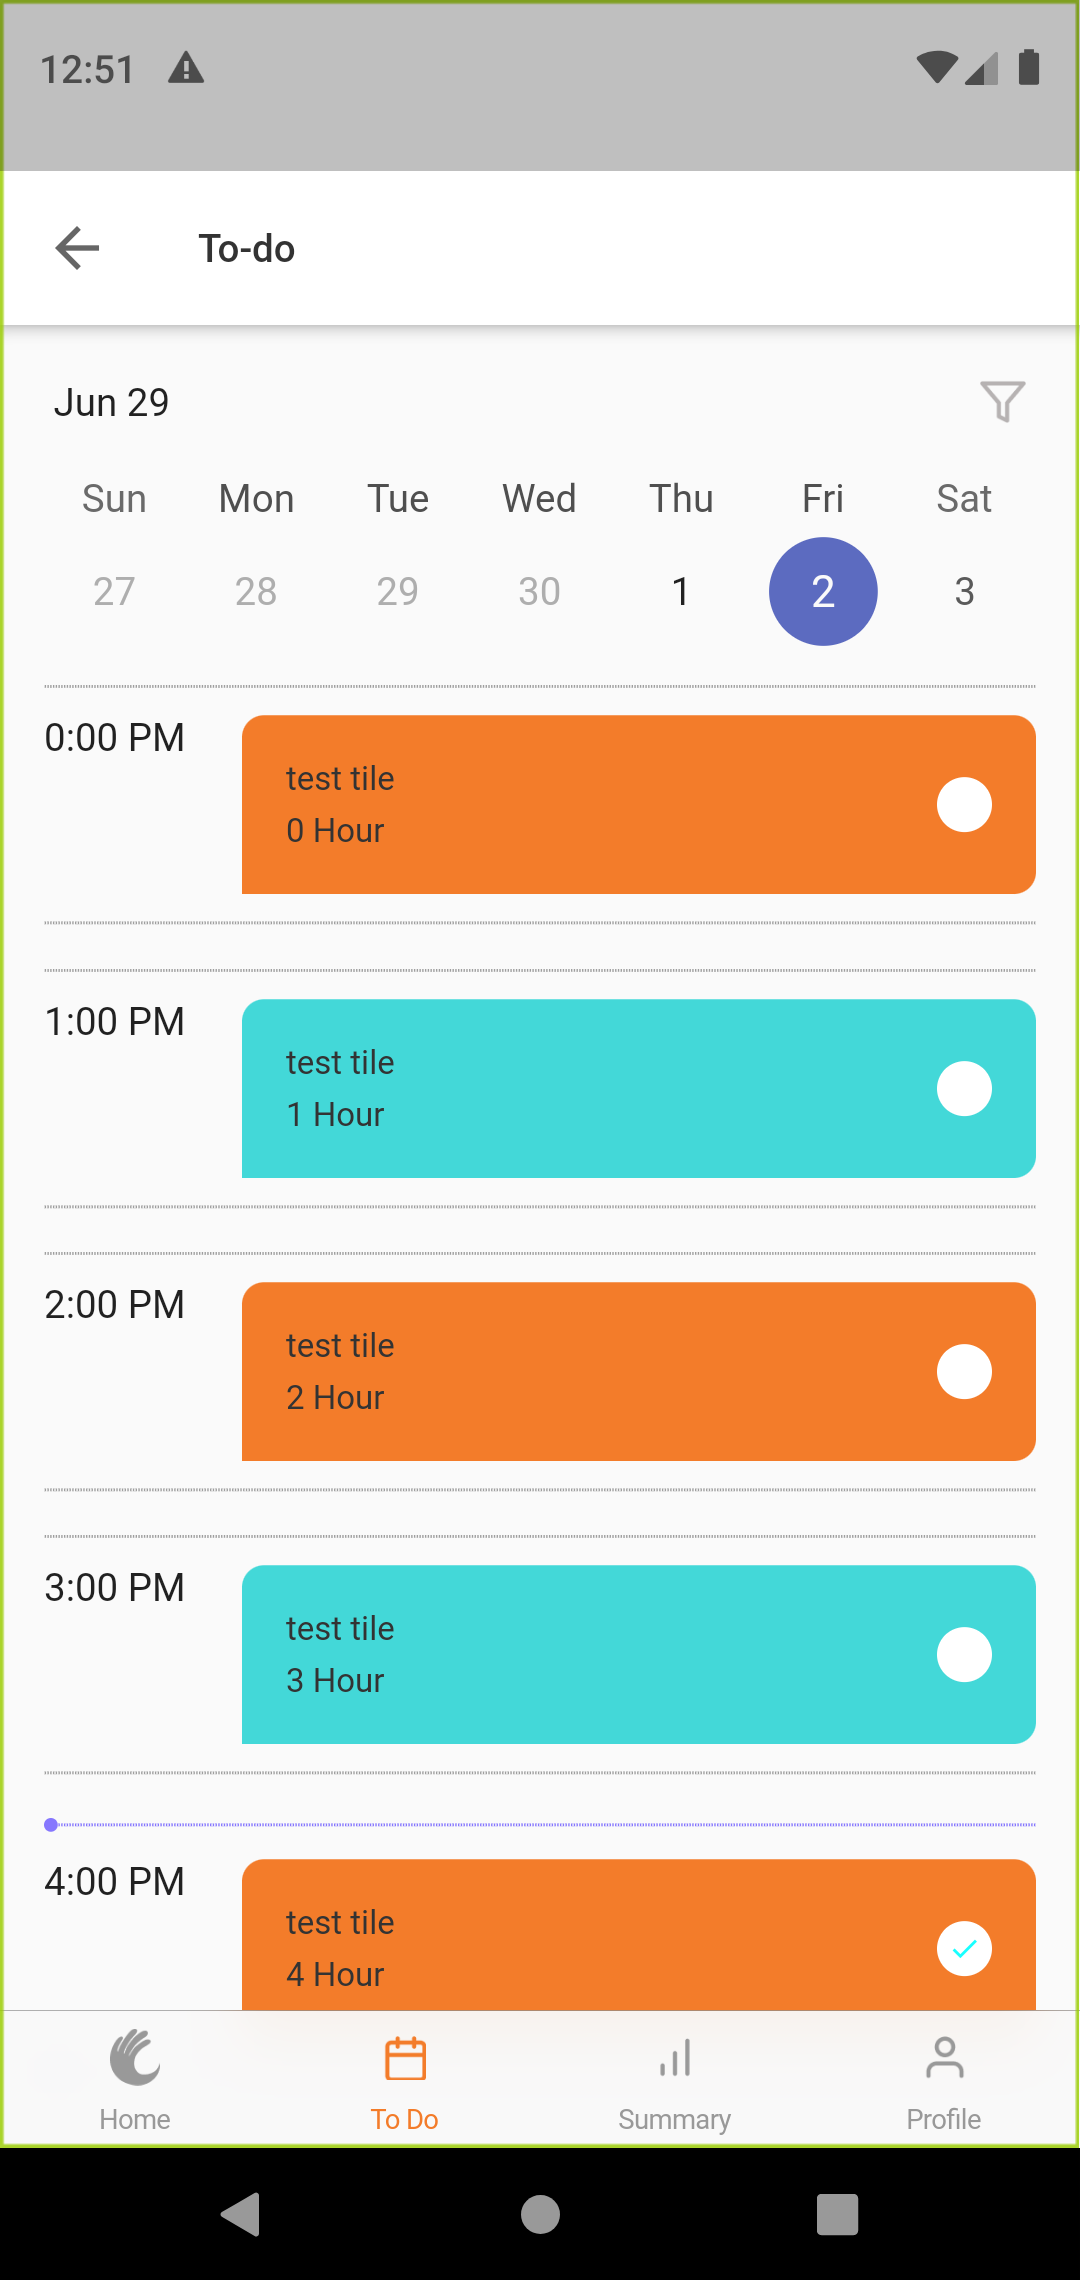 12:51
To-do
Jun 29
Sun Mon Tue Wed Thu Fri Sat
27 28 29 30 1 2 3
0:00 PM
test tile
0 Hour
1:00 PM
test tile
1 Hour
2:00 PM
test tile
2 Hour
3:00 PM
test tile
3 Hour
4:00 PM
test tile
4 Hour
Home To Do Summary Profile